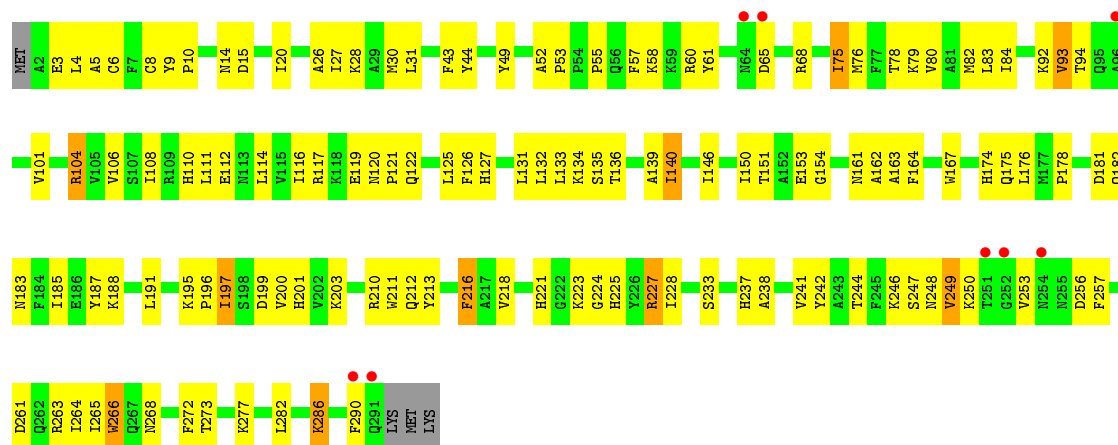 MET A2 E3 L4 A5 C6 F7 C8 Y9 P10 N14 D15 I20 A26 I27 K28 A29 M30 L31 F43 Y44 Y49 A52 P53 P54 P55 Q56 F57 K58 K59 R60 Y61 N64 D65 R68 I75 M76 F77 T78 K79 V80 A81 M82 L83 I84 K92 V93 T94 Q95 A96
V101 R104 V105 V106 S107 I108 R109 H110 L111 E112 N113 L114 V115 I116 R117 K118 E119 N120 P121 Q122 L125 F126 H127 L131 L132 L133 K134 S135 T136 A139 I140 I146 I150 T151 A152 E153 G154 N161 A162 A163 F164 W167 H174 Q175 L176 M177 P178 D181 Q182
N183 F184 I185 E186 Y187 K188 L191 K195 P196 I197 S198 D199 Y200 H201 V202 K203 R210 W211 Q212 Y213 F216 A217 V218 H221 G222 K223 G224 N225 Y226 R227 I228 S233 H237 A238 V241 Y242 A243 T244 F245 K246 S247 N248 V249 K250 T251 G252 V253 N254 N255 D256 F257
D261 Q262 R263 I264 I265 W266 Q267 N268 F272 T273 K277 L282 K286 F290 Q291 LYS MET LYS